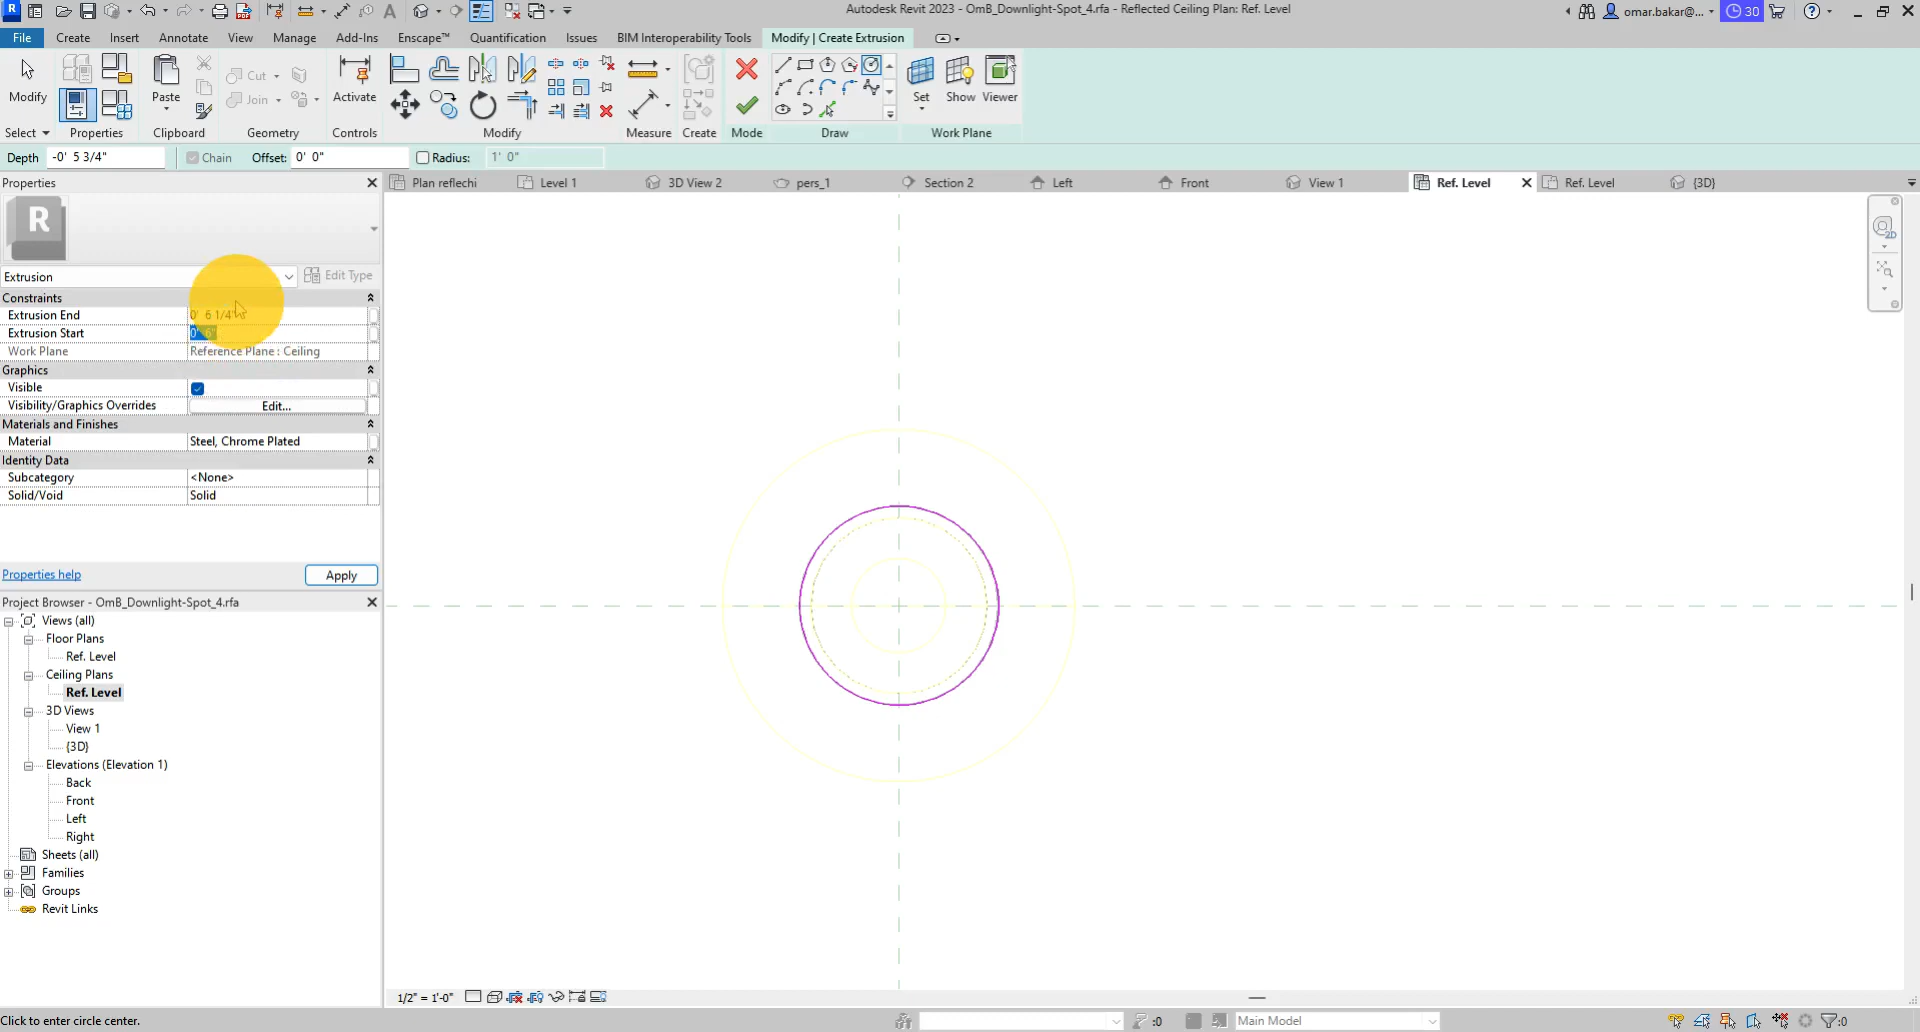 Autodesk Revit 2023 - OmB_Downlight-Spot_4.rfa - Reflected Ceiling Plan: Ref. Level
omar.bakar@...
30
File Create Insert Annotate View Manage Add-Ins Enscape™ Quantification Issues BIM Interoperability Tools Modify | Create Extrusion
Modify Paste Cut Join Activate Set Show Viewer
Select Properties Clipboard Geometry Controls Modify Measure Create Mode Draw Work Plane
Depth -0' 5 3/4" Chain Offset: 0' 0" Radius: 1' 0"
Properties
Plan reflechi Level 1 3D View 2 pers_1 Section 2 Left Front View 1 Ref. Level Ref. Level {3D}
R
2D
Extrusion Edit Type
Constraints
Extrusion End 0' 6 1/4"
Extrusion Start 0' 6"
Work Plane Reference Plane : Ceiling
Graphics
Visible
Visibility/Graphics Overrides Edit...
Materials and Finishes
Material Steel, Chrome Plated
Identity Data
Subcategory <None>
Solid/Void Solid
Properties help Apply
Project Browser - OmB_Downlight-Spot_4.rfa
Views (all)
Floor Plans
Ref. Level
Ceiling Plans
Ref. Level
3D Views
View 1
{3D}
Elevations (Elevation 1)
Back
Front
Left
Right
Sheets (all)
Families
Groups
Revit Links
1/2" = 1'-0"
Click to enter circle center. :0 Main Model :0